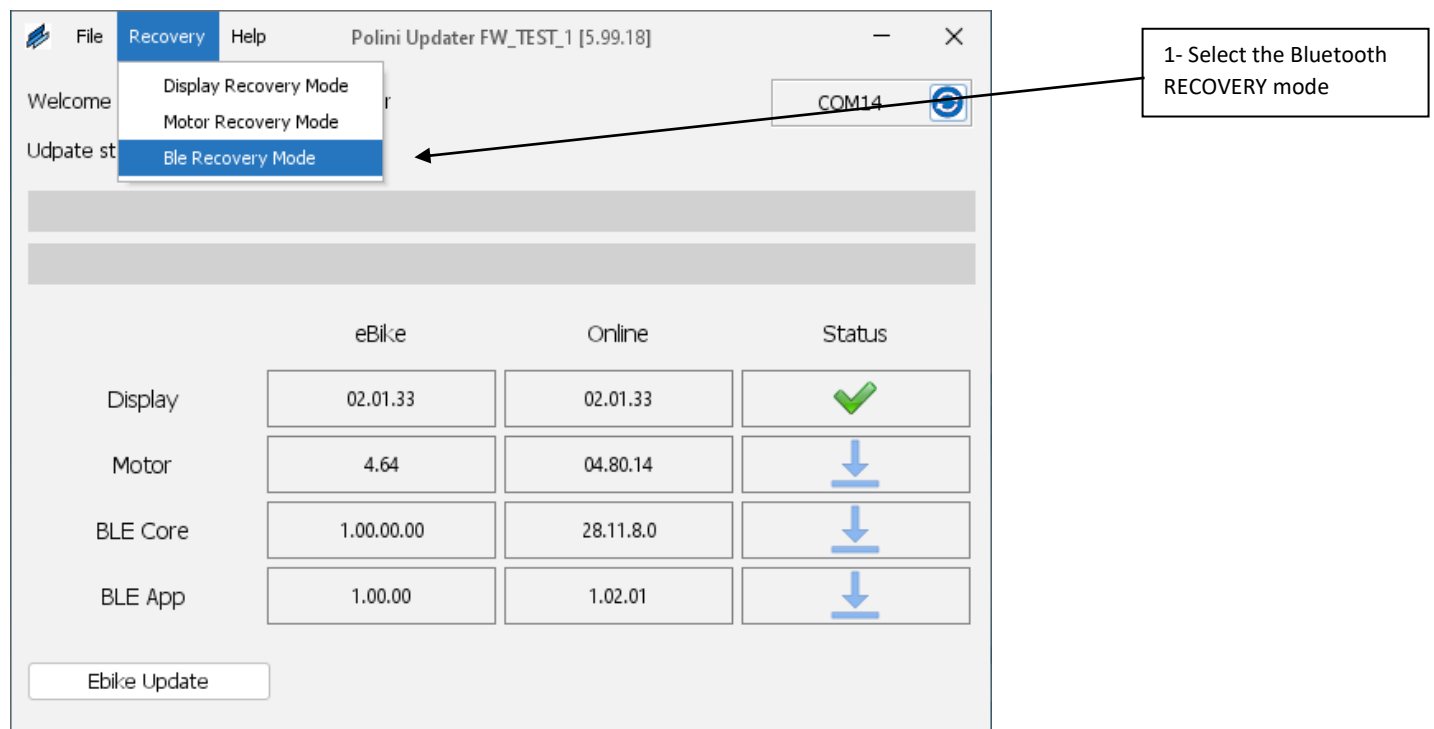 File Recovery Help Polini Updater FW_TEST_1 [5.99.18]
1- Select the Bluetooth
RECOVERY mode
Display Recovery Mode
Motor Recovery Mode
Ble Recovery Mode
Welcome r COM14
Udpate st
eBike Online Status
Display 02.01.33 02.01.33
Motor 4.64 04.80.14
BLE Core 1.00.00.00 28.11.8.0
BLE App 1.00.00 1.02.01
Ebike Update